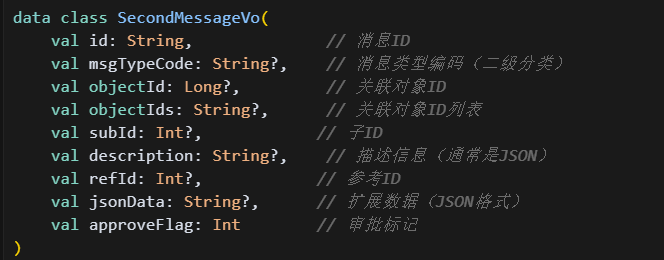 data class SecondMessageVo(
    val id: String,                // 消息ID
    val msgTypeCode: String?,     // 消息类型编码（二级分类）
    val objectId: Long?,          // 关联对象ID
    val objectIds: String?,       // 关联对象ID列表
    val subId: Int?,             // 子ID
    val description: String?,     // 描述信息（通常是JSON）
    val refId: Int?,             // 参考ID
    val jsonData: String?,       // 扩展数据（JSON格式）
    val approveFlag: Int         // 审批标记
)